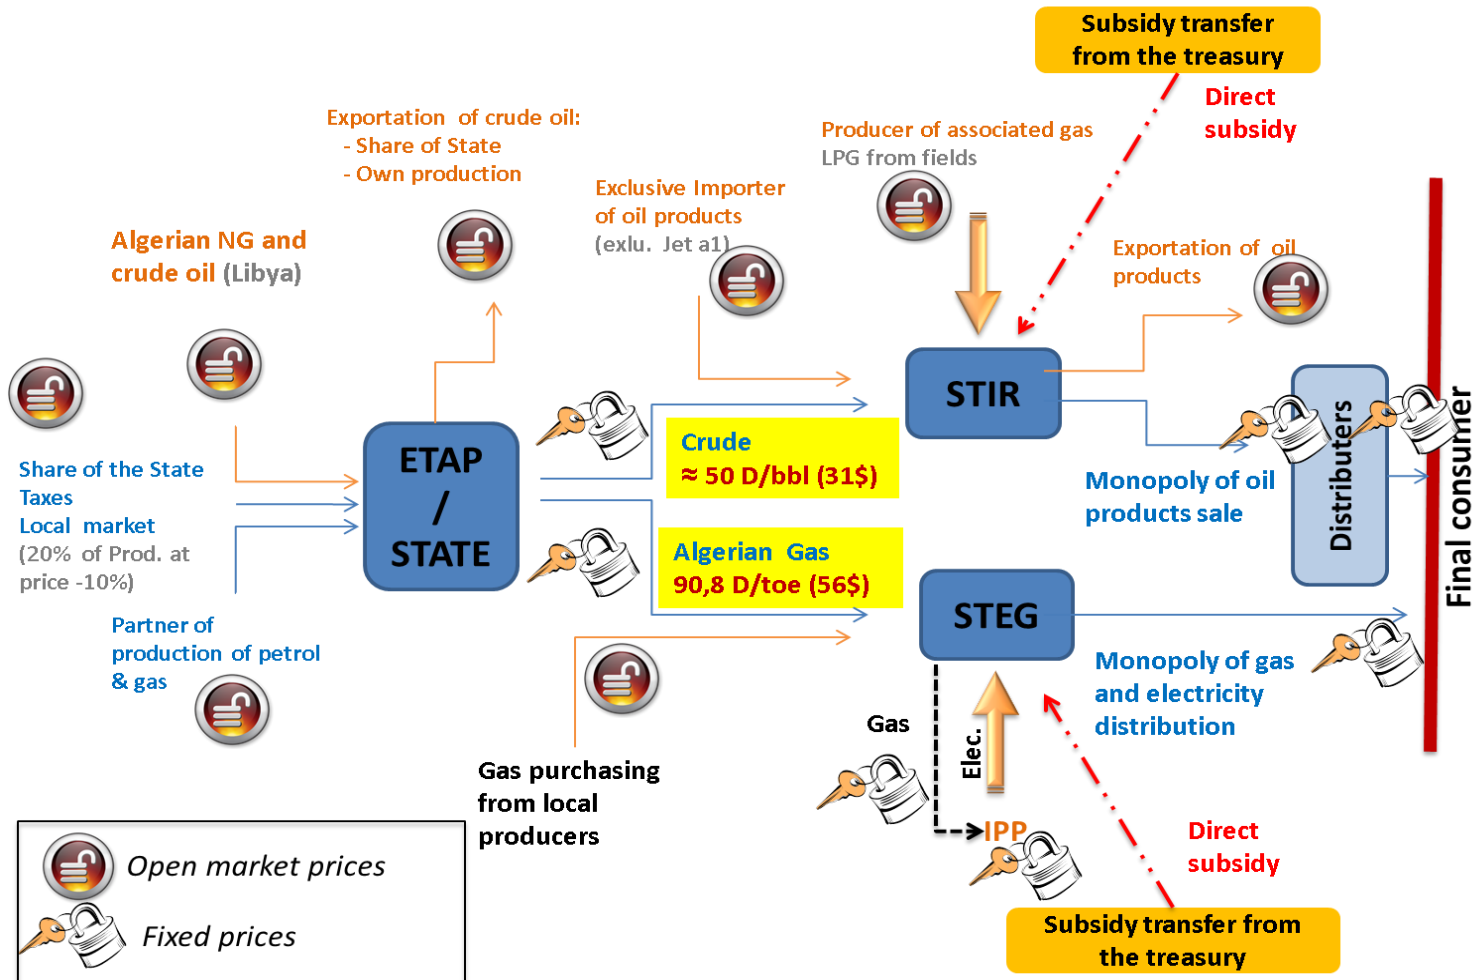 Subsidy transfer
from the treasury
Direct
subsidy
Exportation of crude oil:
- Share of State
- Own production
Producer of associated gas
LPG from fields
Exclusive Importer
of oil products
(exlu. Jet a1)
Algerian NG and
crude oil (Libya)
Exportation of oil
products
STIR
ETAP
/
STATE
Crude
≈ 50 D/bbl (31$)
Share of the State
Taxes
Local market
(20% of Prod. at
price -10%)
Monopoly of oil
products sale
Distributers
Final consumer
Algerian Gas
90,8 D/toe (56$)
STEG
Partner of
production of petrol
& gas
Monopoly of gas
and electricity
distribution
Gas
Elec.
Gas purchasing
from local
producers
IPP
Direct
subsidy
Subsidy transfer from
the treasury
Open market prices
Fixed prices